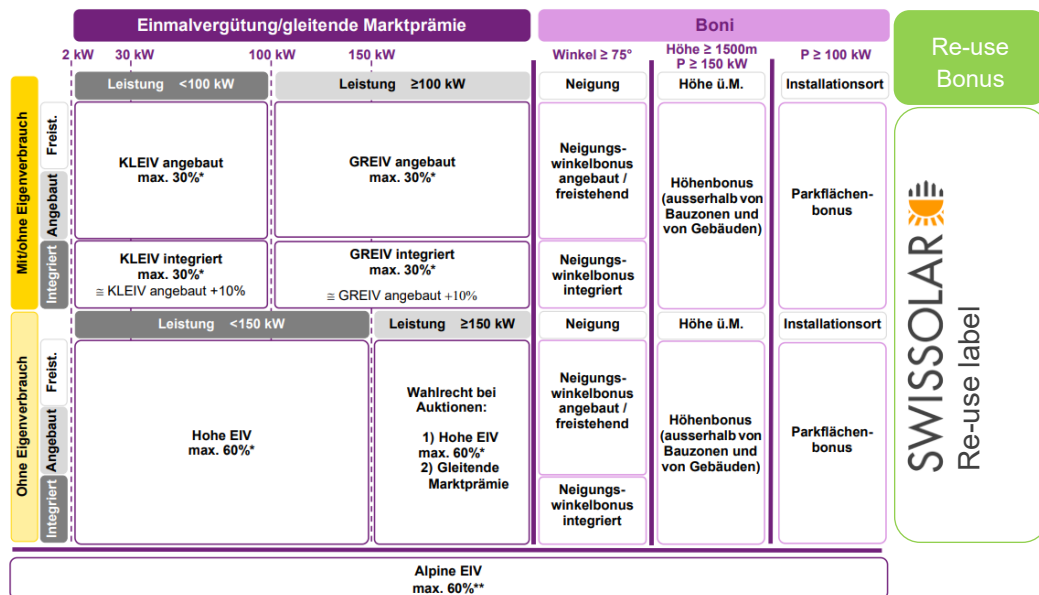 Einmalvergütung/gleitende Marktprämie
Boni
Re-use
Bonus
2 kW
30 kW
100 kW
150 kW
Winkel ≥ 75°
Höhe ≥ 1500m
P ≥ 150 kW
P ≥ 100 kW
Mit/ohne Eigenverbrauch
Leistung <100 kW
Leistung ≥100 kW
Neigung
Höhe ü.M.
Installationsort
Freist.
Angebaut
Integriert
KLEIV angebaut
max. 30%*
GREIV angebaut
max. 30%*
Neigungs-
winkelbonus
angebaut /
freistehend
Höhenbonus
(ausserhalb von
Bauzonen und
von Gebäuden)
Parkflächen-
bonus
KLEIV integriert
max. 30%*
≅ KLEIV angebaut +10%
GREIV integriert
max. 30%*
≅ GREIV angebaut +10%
Neigungs-
winkelbonus
integriert
SWISSOLAR
Re-use label
Ohne Eigenverbrauch
Leistung <150 kW
Leistung ≥150 kW
Neigung
Höhe ü.M.
Installationsort
Freist.
Angebaut
Integriert
Hohe EIV
max. 60%*
Wahlrecht bei
Auktionen:
1) Hohe EIV
max. 60%*
2) Gleitende
Marktprämie
Neigungs-
winkelbonus
angebaut /
freistehend
Höhenbonus
(ausserhalb von
Bauzonen und
von Gebäuden)
Parkflächen-
bonus
Neigungs-
winkelbonus
integriert
Alpine EIV
max. 60%**